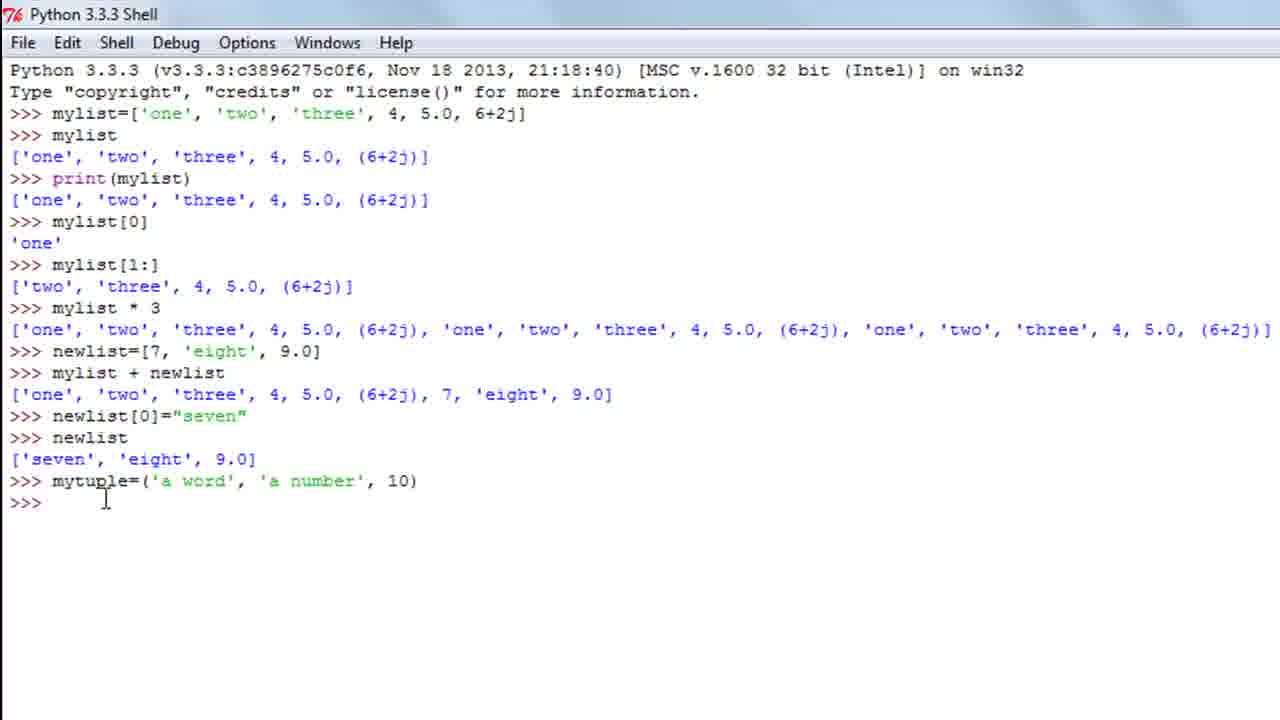 Python 3.3.3 Shell
File Edit Shell Debug Options Windows Help
Python 3.3.3 (v3.3.3:c3896275c0f6, Nov 18 2013, 21:18:40) [MSC v.1600 32 bit (Intel)] on win32
Type "copyright", "credits" or "license()" for more information.
>>> mylist=['one', 'two', 'three', 4, 5.0, 6+2j]
>>> mylist
['one', 'two', 'three', 4, 5.0, (6+2j)]
>>> print(mylist)
['one', 'two', 'three', 4, 5.0, (6+2j)]
>>> mylist[0]
'one'
>>> mylist[1:]
['two', 'three', 4, 5.0, (6+2j)]
>>> mylist * 3
['one', 'two', 'three', 4, 5.0, (6+2j), 'one', 'two', 'three', 4, 5.0, (6+2j), 'one', 'two', 'three', 4, 5.0, (6+2j)]
>>> newlist=[7, 'eight', 9.0]
>>> mylist + newlist
['one', 'two', 'three', 4, 5.0, (6+2j), 7, 'eight', 9.0]
>>> newlist[0]="seven"
>>> newlist
['seven', 'eight', 9.0]
>>> mytuple=('a word', 'a number', 10)
>>>